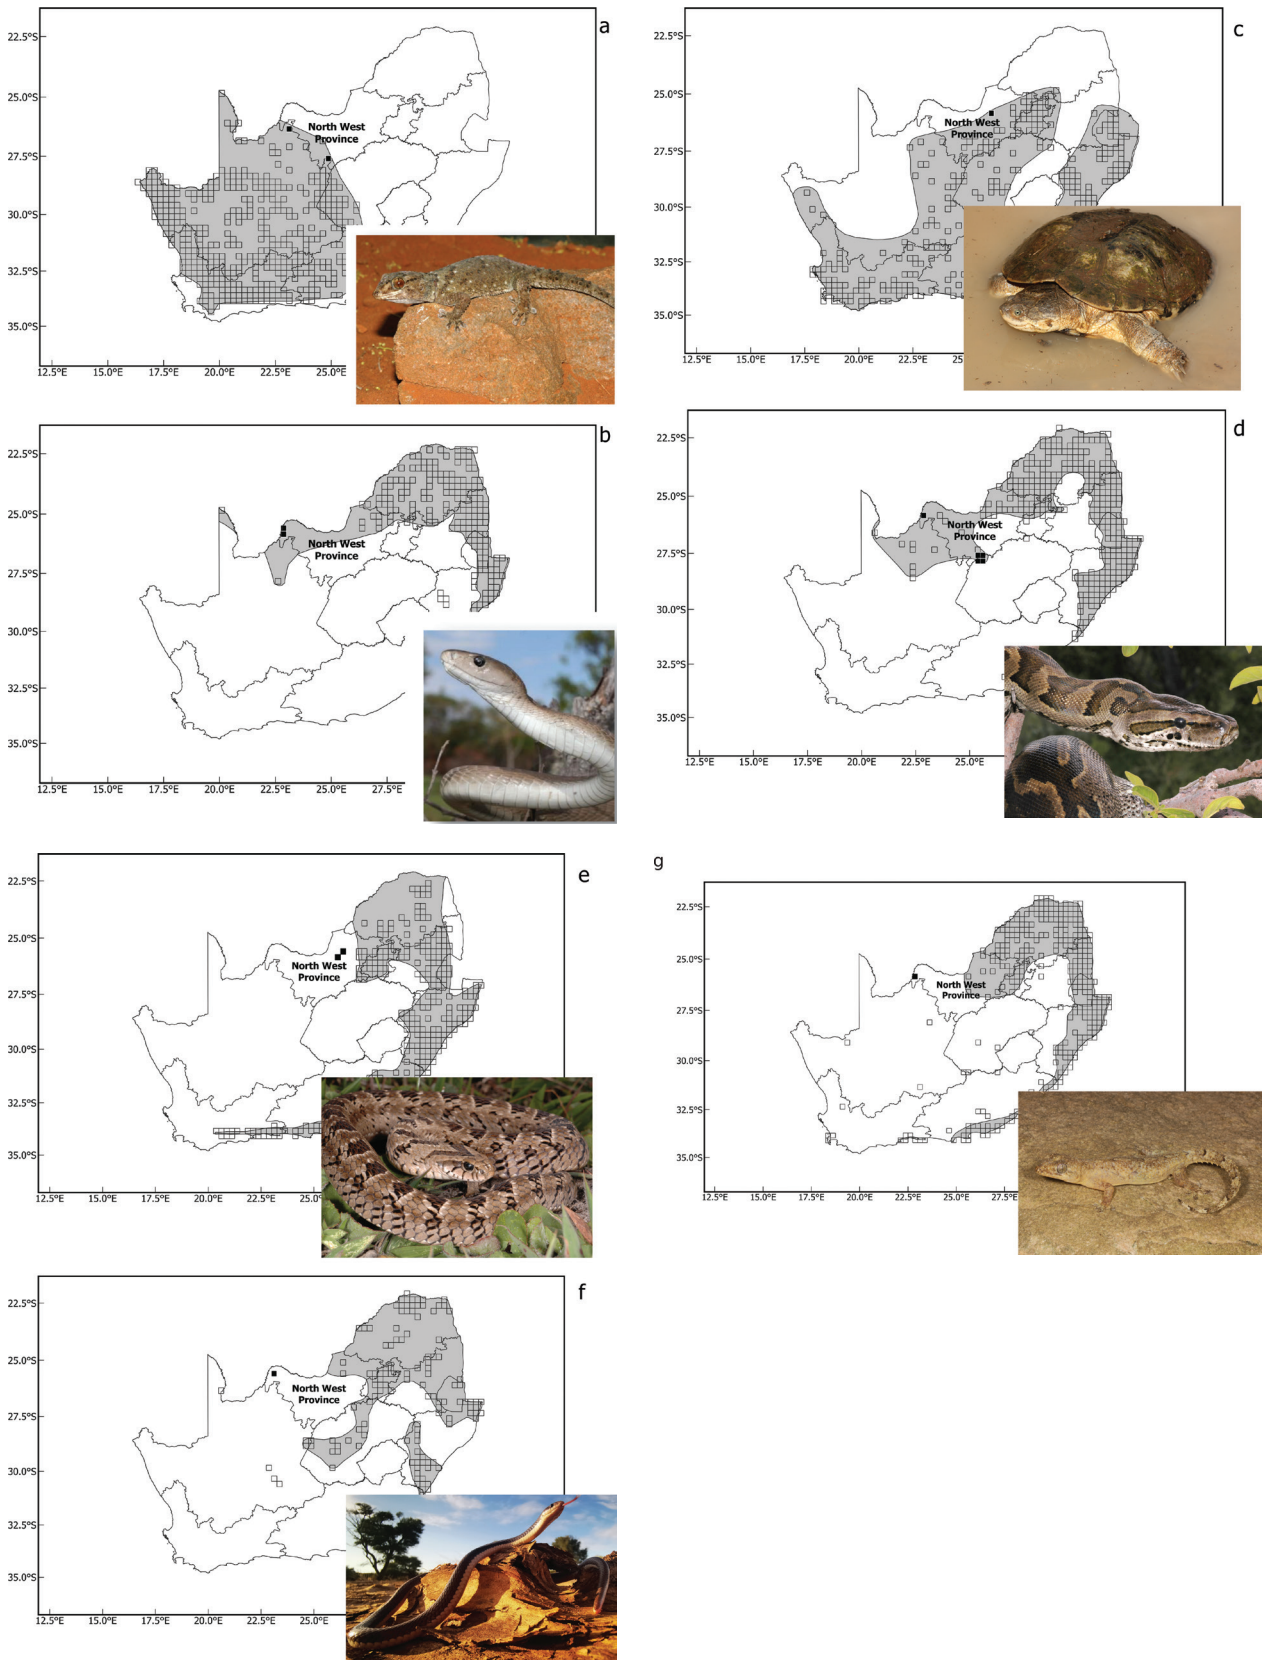 a
22.5°S
25.0°S
27.5°S
30.0°S
32.5°S
35.0°S
North West
Province
12.5°E 15.0°E 17.5°E 20.0°E 22.5°E 25.0°E
c
22.5°S
25.0°S
27.5°S
30.0°S
32.5°S
35.0°S
North West
Province
12.5°E 15.0°E 17.5°E 20.0°E 22.5°E
b
22.5°S
25.0°S
27.5°S
30.0°S
32.5°S
35.0°S
North West
Province
12.5°E 15.0°E 17.5°E 20.0°E 22.5°E 25.0°E 27.5°
d
22.5°S
25.0°S
27.5°S
30.0°S
32.5°S
35.0°S
North West
Province
12.5°E 15.0°E 17.5°E 20.0°E 22.5°E 25.0°E
e
22.5°S
25.0°S
27.5°S
30.0°S
32.5°S
35.0°S
North West
Province
12.5°E 15.0°E 17.5°E 20.0°E 22.5°E
g
22.5°S
25.0°S
27.5°S
30.0°S
32.5°S
35.0°S
North West
Province
12.5°E 15.0°E 17.5°E 20.0°E 22.5°E 25.0°E 27.5°E
f
22.5°S
25.0°S
27.5°S
30.0°S
32.5°S
35.0°S
North West
Province
12.5°E 15.0°E 17.5°E 20.0°E 22.5°E 25.0°E